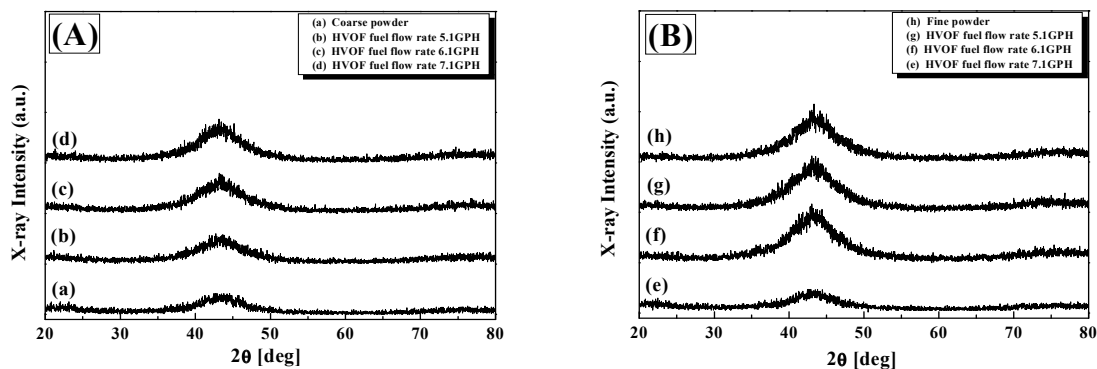 (A)
(a) Coarse powder
(b) HVOF fuel flow rate 5.1GPH
(c) HVOF fuel flow rate 6.1GPH
(d) HVOF fuel flow rate 7.1GPH
X-ray Intensity (a.u.)
(d)
(c)
(b)
(a)
20 30 40 50 60 70 80
2θ [deg]
(B)
(h) Fine powder
(g) HVOF fuel flow rate 5.1GPH
(f) HVOF fuel flow rate 6.1GPH
(e) HVOF fuel flow rate 7.1GPH
X-ray Intensity (a.u.)
(h)
(g)
(f)
(e)
20 30 40 50 60 70 80
2θ [deg]